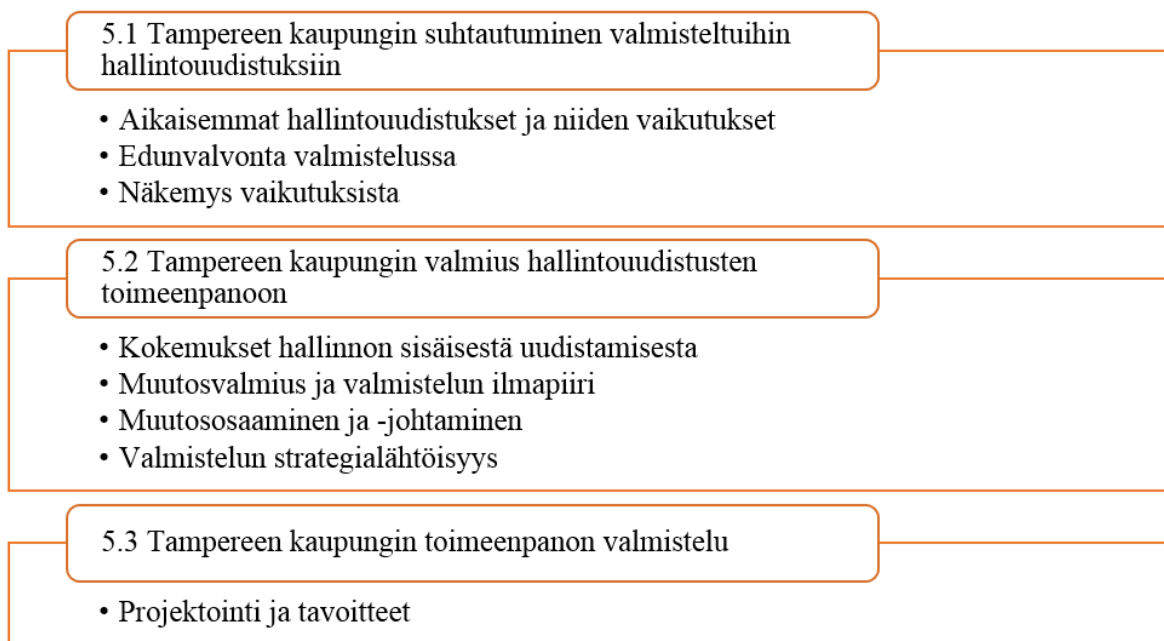 5.1 Tampereen kaupungin suhtautuminen valmisteltuihin
hallintouudistuksiin
• Aikaisemmat hallintouudistukset ja niiden vaikutukset
• Edunvalvonta valmistelussa
• Näkemys vaikutuksista
5.2 Tampereen kaupungin valmius hallintouudistusten
toimeenpanoon
• Kokemukset hallinnon sisäisestä uudistamisesta
• Muutosvalmius ja valmistelun ilmapiiri
• Muutososaaminen ja -johtaminen
• Valmistelun strategialähtöisyys
5.3 Tampereen kaupungin toimeenpanon valmistelu
• Projektointi ja tavoitteet